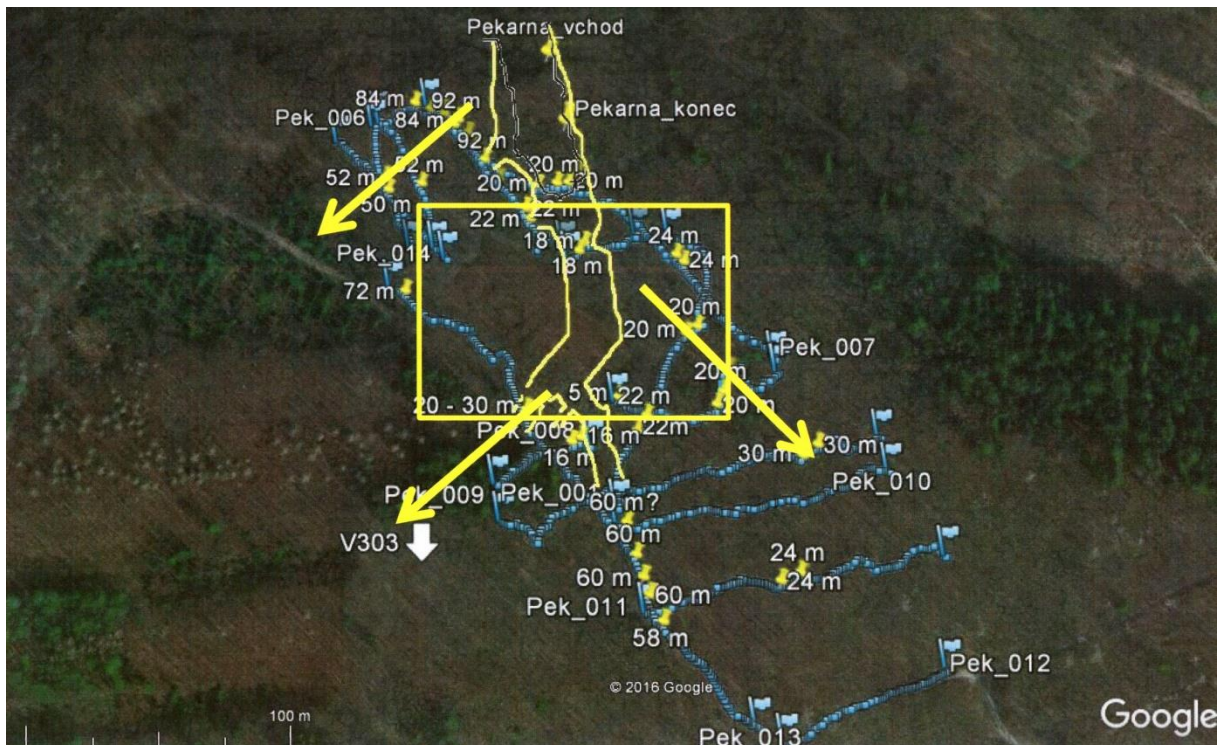 Pekarna_vchod
84 m
92 m
Pekarna_konec
Pek_006
84 m
92 m
52 m
20 m
52 m
20 m
20 m
50 m
22 m
22 m
18 m
24 m
Pek_014
18 m
24 m
72 m
20 m
20 m
Pek_007
20 m
5 m
22 m
20 m
20 - 30 m
Pek_008
16 m
22m
30 m
30 m
16 m
Pek_009
Pek_001
Pek_010
60 m?
V303
60 m
24 m
60 m
24 m
60 m
Pek_011
58 m
Pek_012
© 2016 Google
100 m
Pek_013
Google